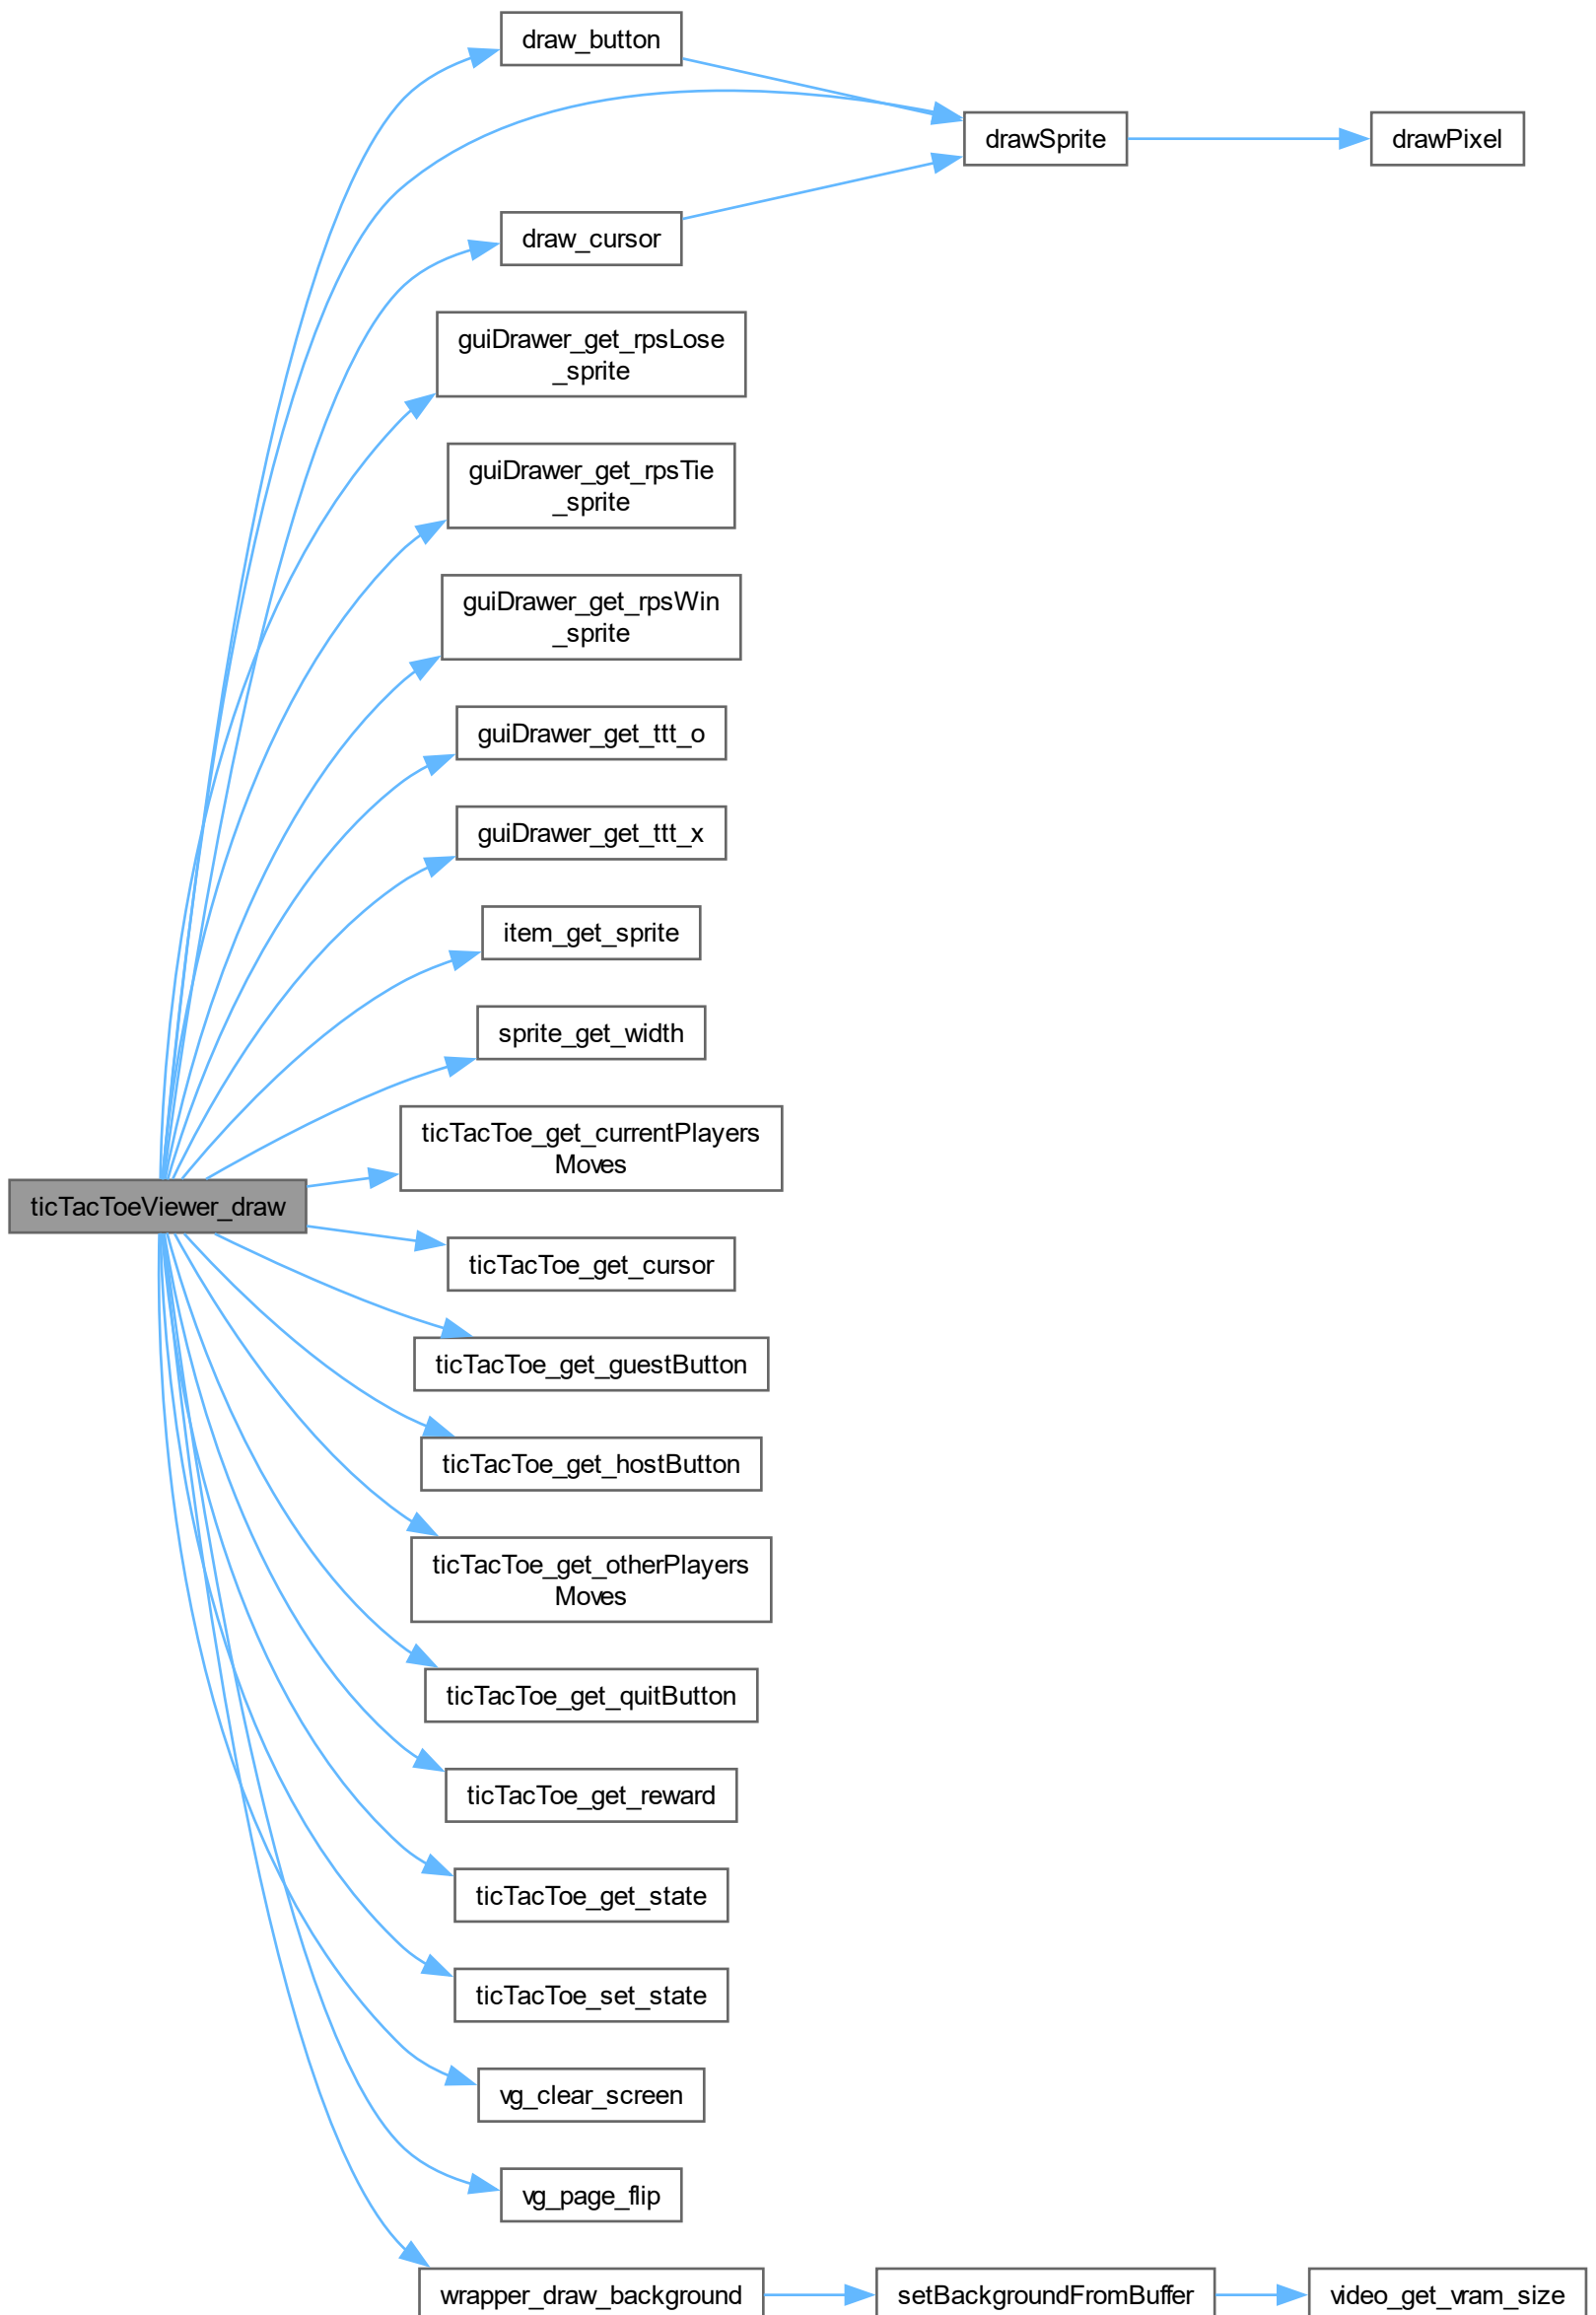 draw_button
drawSprite
drawPixel
draw_cursor
guiDrawer_get_rpsLose
_sprite
guiDrawer_get_rpsTie
_sprite
guiDrawer_get_rpsWin
_sprite
guiDrawer_get_ttt_o
guiDrawer_get_ttt_x
item_get_sprite
sprite_get_width
ticTacToe_get_currentPlayers
Moves
ticTacToeViewer_draw
ticTacToe_get_cursor
ticTacToe_get_guestButton
ticTacToe_get_hostButton
ticTacToe_get_otherPlayers
Moves
ticTacToe_get_quitButton
ticTacToe_get_reward
ticTacToe_get_state
ticTacToe_set_state
vg_clear_screen
vg_page_flip
wrapper_draw_background
setBackgroundFromBuffer
video_get_vram_size